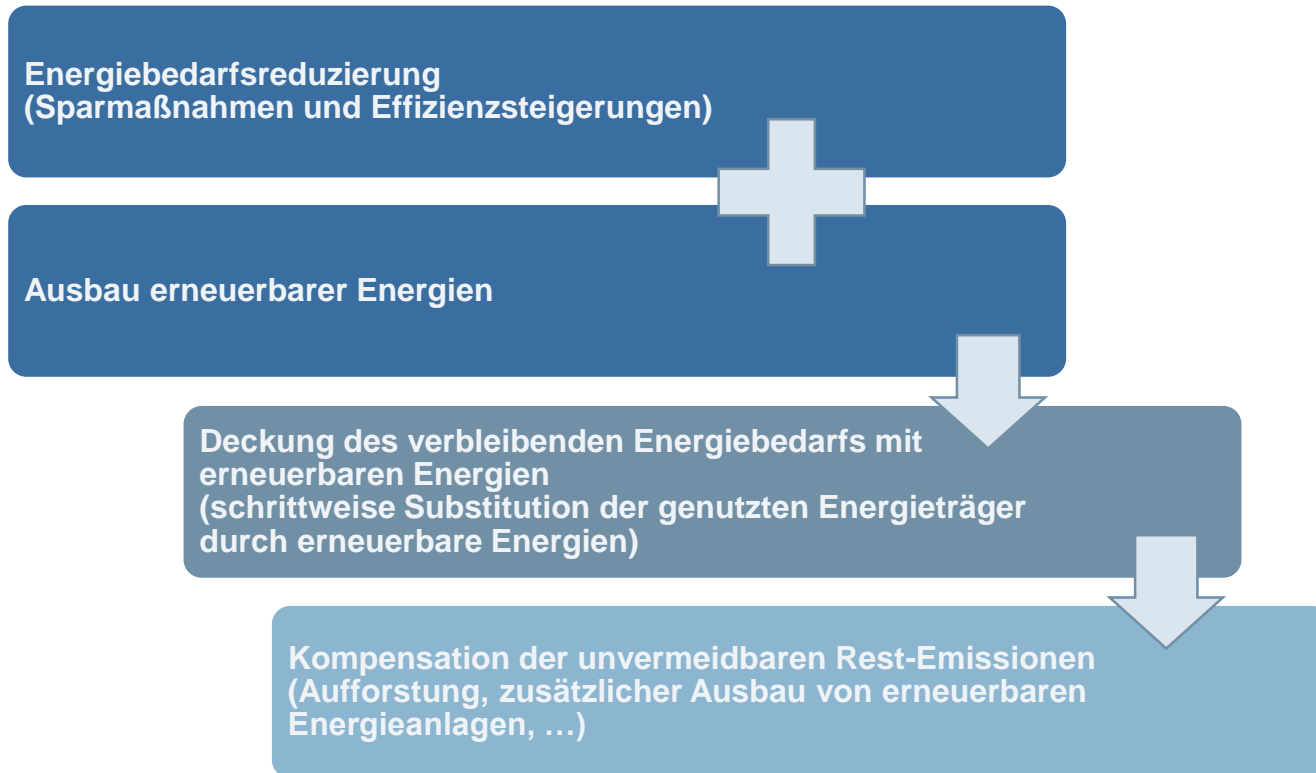 Energiebedarfsreduzierung
(Sparmaßnahmen und Effizienzsteigerungen)
Ausbau erneuerbarer Energien
Deckung des verbleibenden Energiebedarfs mit
erneuerbaren Energien
(schrittweise Substitution der genutzten Energieträger
durch erneuerbare Energien)
Kompensation der unvermeidbaren Rest-Emissionen
(Aufforstung, zusätzlicher Ausbau von erneuerbaren
Energieanlagen, …)